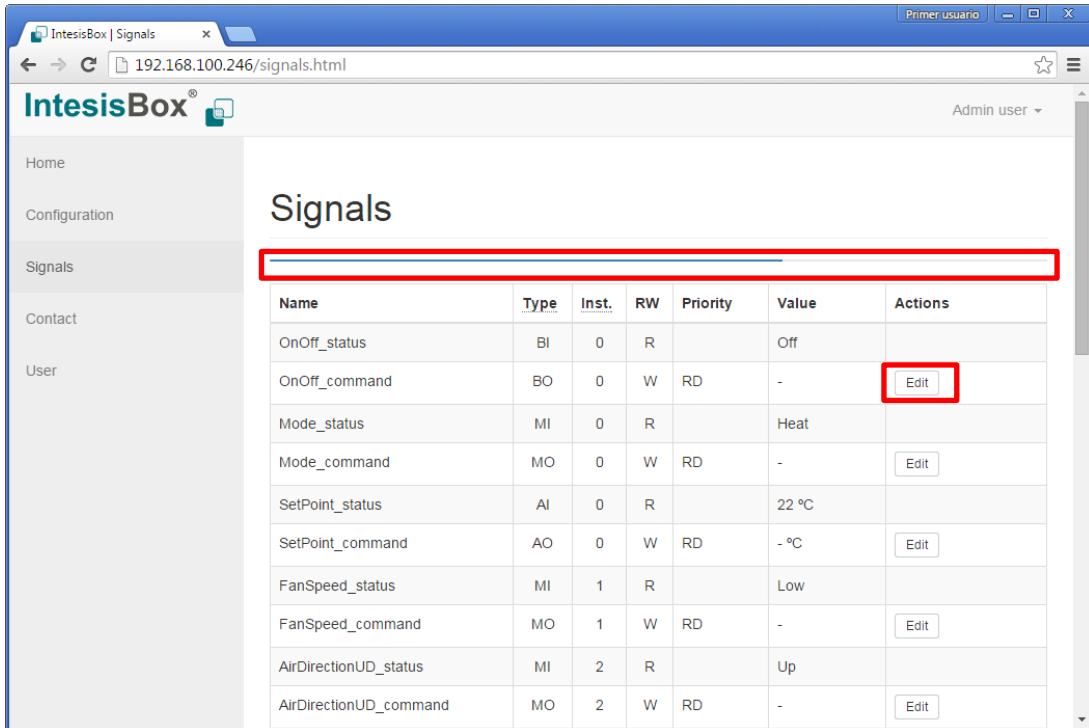 Primer usuario
IntesisBox | Signals
192.168.100.246/signals.html
IntesisBox®
Admin user
Home
Configuration
Signals
Contact
User
Signals
Name Type Inst. RW Priority Value Actions
OnOff_status BI 0 R Off
OnOff_command BO 0 W RD - Edit
Mode_status MI 0 R Heat
Mode_command MO 0 W RD - Edit
SetPoint_status AI 0 R 22 ºC
SetPoint_command AO 0 W RD - ºC Edit
FanSpeed_status MI 1 R Low
FanSpeed_command MO 1 W RD - Edit
AirDirectionUD_status MI 2 R Up
AirDirectionUD_command MO 2 W RD - Edit